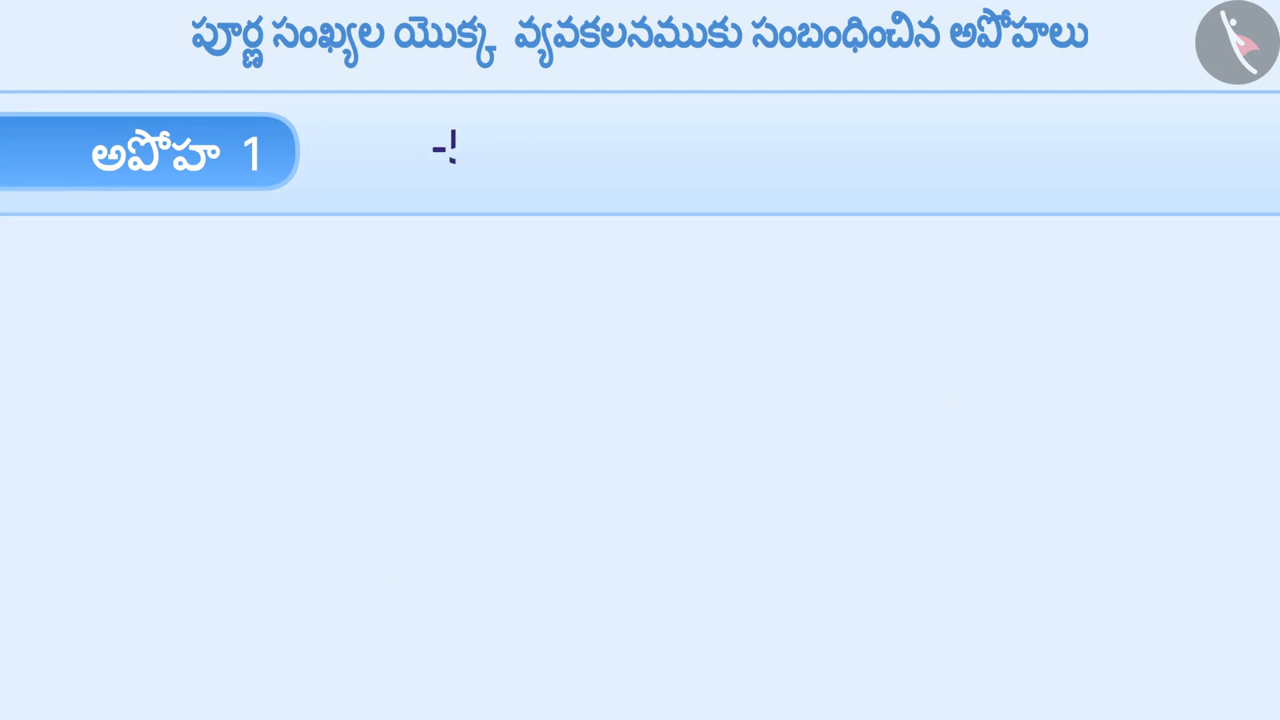 పూర్ణ సంఖ్యల యొక్క వ్యవకలనముకు సంబంధించిన అపోహలు
అపోహ 1